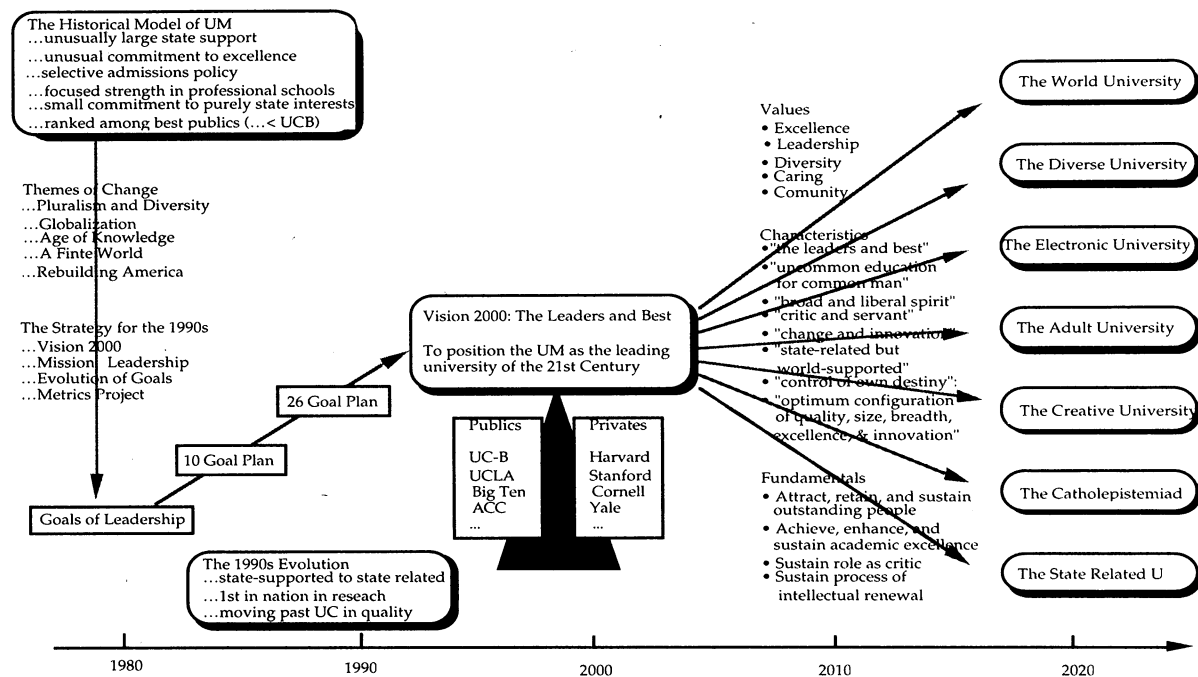 The Historical Model of UM
…unusually large state support
…unusual commitment to excellence
…selective admissions policy
…focused strength in professional schools
…small commitment to purely state interests
…ranked among best publics (…< UCB)
Themes of Change
…Pluralism and Diversity
…Globalization
…Age of Knowledge
…A Finte World
…Rebuilding America
The Strategy for the 1990s
…Vision 2000
…Mission Leadership
…Evolution of Goals
…Metrics Project
Goals of Leadership
10 Goal Plan
26 Goal Plan
The 1990s Evolution
…state-supported to state related
…1st in nation in reseach
…moving past UC in quality
Vision 2000: The Leaders and Best
To position the UM as the leading
university of the 21st Century
Publics
UC-B
UCLA
Big Ten
ACC
...
Privates
Harvard
Stanford
Cornell
Yale
...
Values
• Excellence
• Leadership
• Diversity
• Caring
• Comunity
Characteristics
• "the leaders and best"
• "uncommon education
for common man"
• "broad and liberal spirit"
• "critic and servant"
• "change and innovation"
• "state-related but
world-supported"
• "control of own destiny":
• "optimum configuration
of quality, size, breadth,
excellence, & innovation"
Fundamentals
• Attract, retain, and sustain
outstanding people
• Achieve, enhance, and
sustain academic excellence
• Sustain role as critic
• Sustain process of
intellectual renewal
The World University
The Diverse University
The Electronic University
The Adult University
The Creative University
The Catholepistemiad
The State Related U
1980
1990
2000
2010
2020